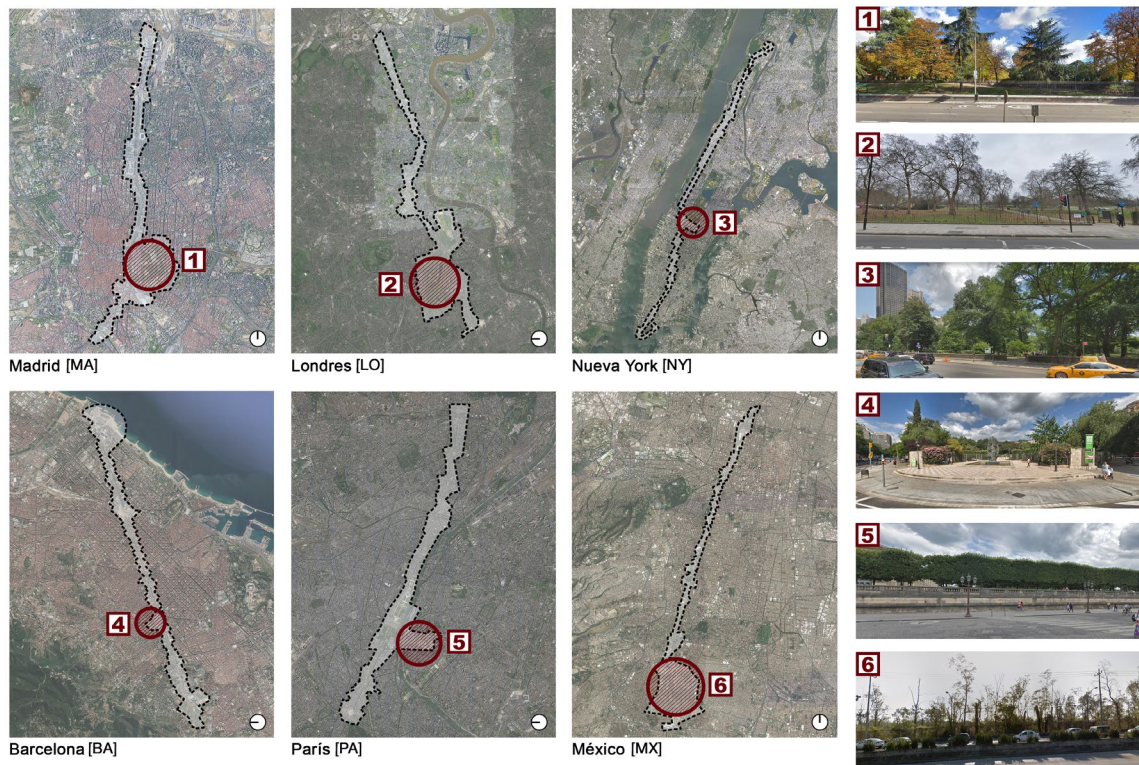 1
2
3
Madrid [MA]
Londres [LO]
Nueva York [NY]
4
5
6
Barcelona [BA]
París [PA]
México [MX]
1
2
3
4
5
6